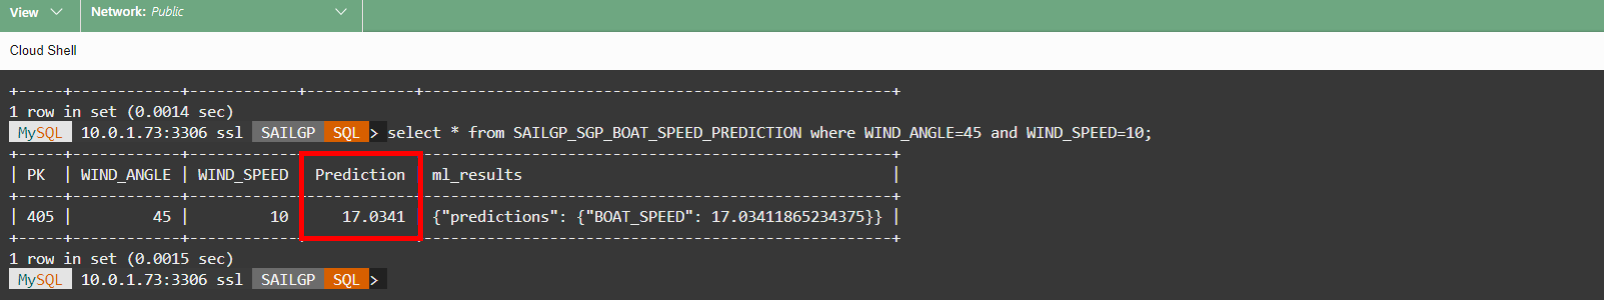 View Network: Public
Cloud Shell
+-----+------------+------------+------------+---------------------------------------------------+
1 row in set (0.0014 sec)
MySQL 10.0.1.73:3306 ssl SAILGP SQL > select * from SAILGP_SGP_BOAT_SPEED_PREDICTION where WIND_ANGLE=45 and WIND_SPEED=10;
+-----+------------+------------+------------+---------------------------------------------------+
| PK | WIND_ANGLE | WIND_SPEED | Prediction | ml_results |
+-----+------------+------------+------------+---------------------------------------------------+
| 405 | 45 | 10 | 17.0341 | {"predictions": {"BOAT_SPEED": 17.03411865234375}} |
+-----+------------+------------+------------+---------------------------------------------------+
1 row in set (0.0015 sec)
MySQL 10.0.1.73:3306 ssl SAILGP SQL >